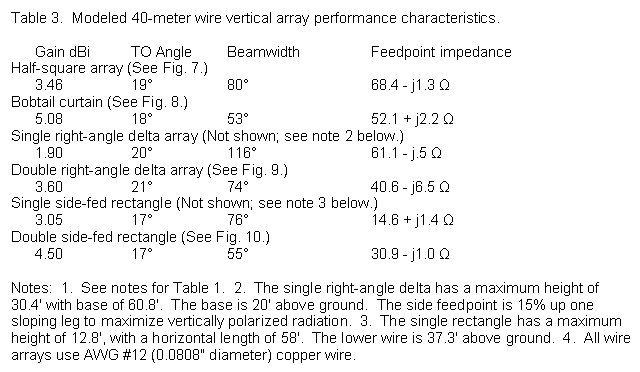 Table 3.  Modeled 40-meter wire vertical array performance characteristics.
Gain dBi TO Angle Beamwidth Feedpoint impedance
Half-square array (See Fig. 7.)
3.46 19° 80° 68.4 - j1.3 Ω
Bobtail curtain (See Fig. 8.)
5.08 18° 53° 52.1 + j2.2 Ω
Single right-angle delta array (Not shown; see note 2 below.)
1.90 20° 116° 61.1 - j.5 Ω
Double right-angle delta array (See Fig. 9.)
3.60 21° 74° 40.6 - j6.5 Ω
Single side-fed rectangle (Not shown; see note 3 below.)
3.05 17° 76° 14.6 + j1.4 Ω
Double side-fed rectangle (See Fig. 10.)
4.50 17° 55° 30.9 - j1.0 Ω
Notes:  1.  See notes for Table 1.  2.  The single right-angle delta has a maximum height of
30.4' with base of 60.8'.  The base is 20' above ground.  The side feedpoint is 15% up one
sloping leg to maximize vertically polarized radiation.  3.  The single rectangle has a maximum
height of 12.8', with a horizontal length of 58'.  The lower wire is 37.3' above ground.  4.  All wire
arrays use AWG #12 (0.0808" diameter) copper wire.